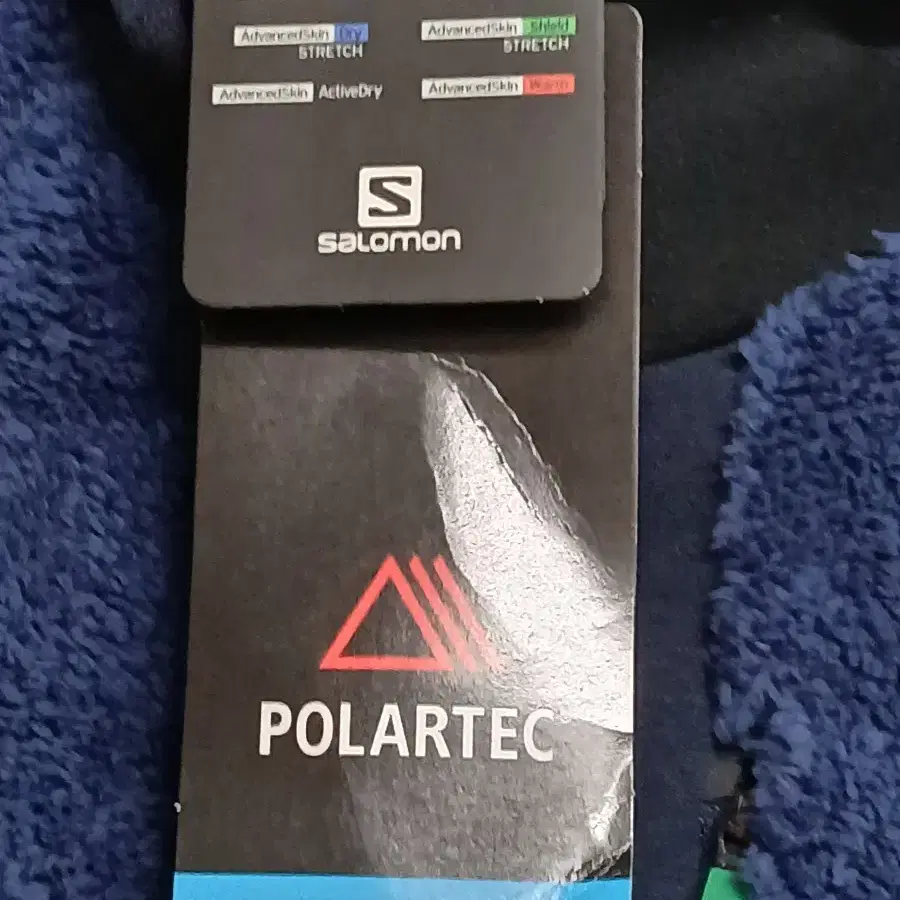 AdvancedSkin Dry AdvancedSkin Shield
STRETCH STRETCH
AdvancedSkin ActiveDry AdvancedSkin Warm
S
SALOMON
POLARTEC